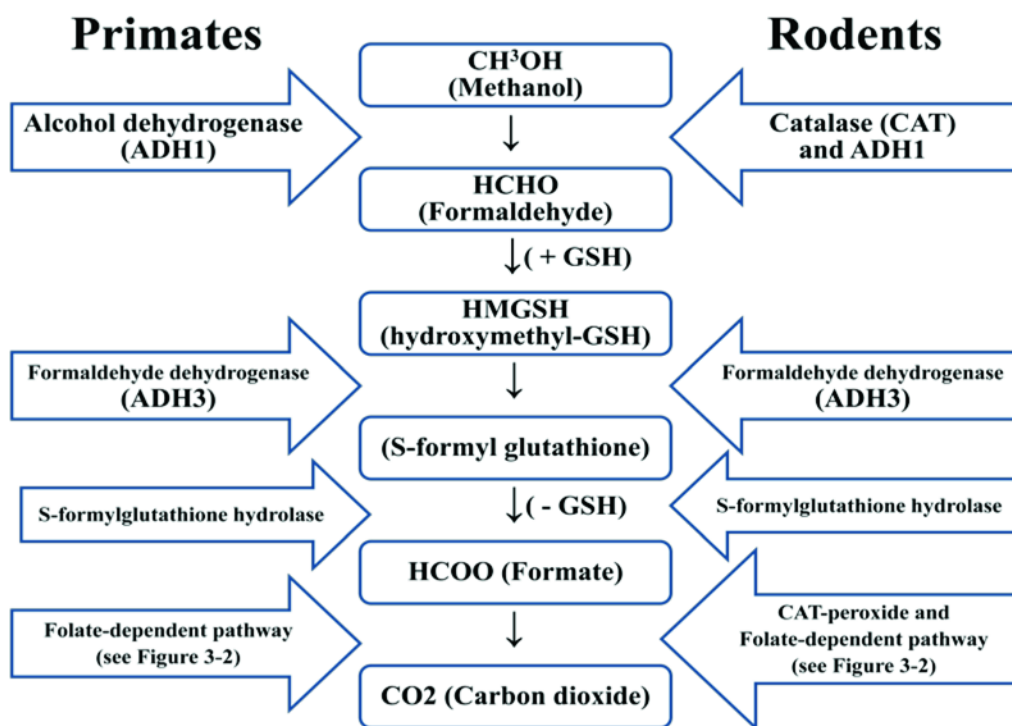 Primates
Rodents
CH³OH
(Methanol)
Alcohol dehydrogenase
(ADH1)
↓
Catalase (CAT)
and ADH1
HCHO
(Formaldehyde)
↓( + GSH)
HMGSH
(hydroxymethyl-GSH)
Formaldehyde dehydrogenase
(ADH3)
↓
Formaldehyde dehydrogenase
(ADH3)
(S-formyl glutathione)
S-formylglutathione hydrolase
↓( - GSH)
S-formylglutathione hydrolase
HCOO (Formate)
Folate-dependent pathway
(see Figure 3-2)
↓
CAT-peroxide and
Folate-dependent pathway
(see Figure 3-2)
CO2 (Carbon dioxide)